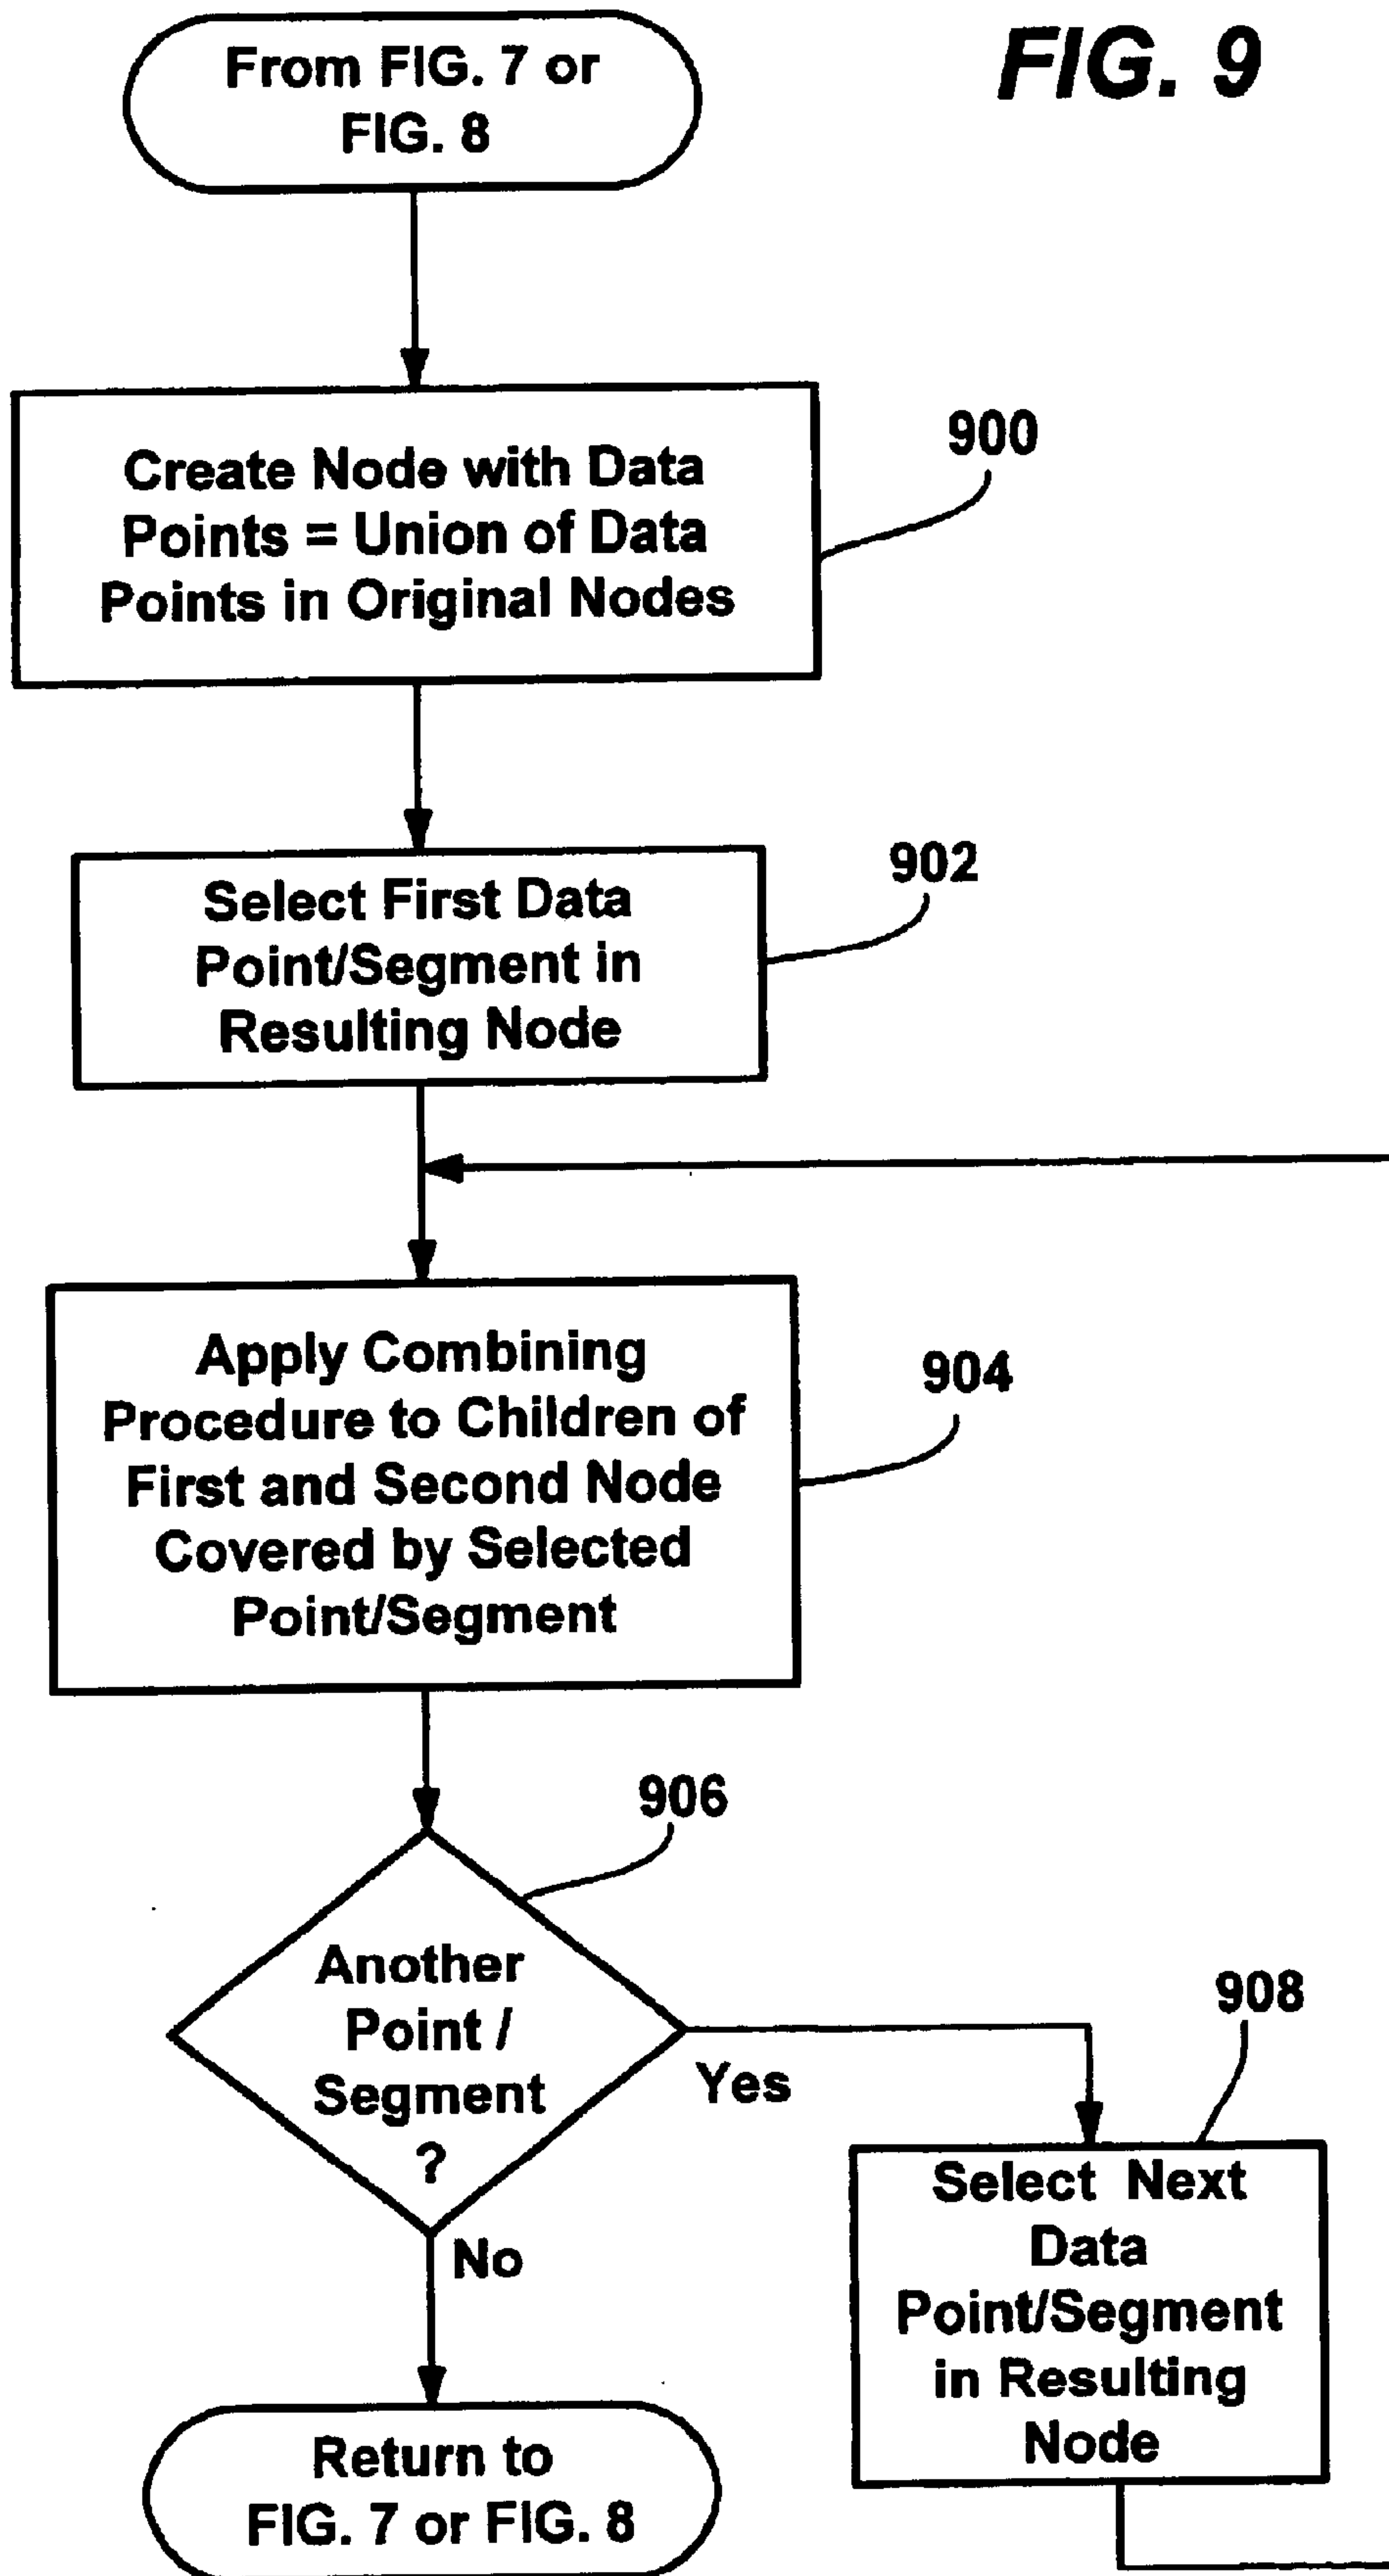 FIG. 9
From FIG. 7 or
FIG. 8
900
Create Node with Data
Points = Union of Data
Points in Original Nodes
902
Select First Data
Point/Segment in
Resulting Node
904
Apply Combining
Procedure to Children of
First and Second Node
Covered by Selected
Point/Segment
906
Another
Point /
Segment
?
Yes
No
908
Select Next
Data
Point/Segment
in Resulting
Node
Return to
FIG. 7 or FIG. 8